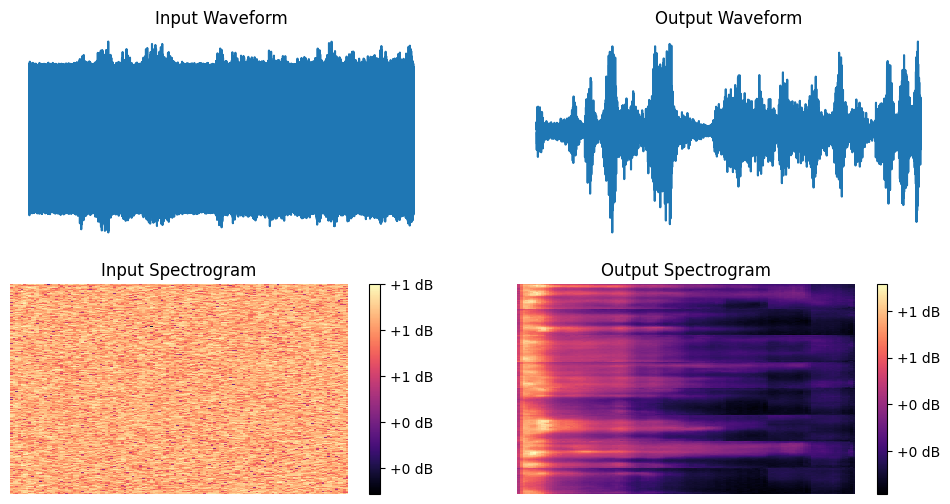 Input Waveform
Output Waveform
Input Spectrogram
+1 dB
+1 dB
+1 dB
+0 dB
+0 dB
Output Spectrogram
+1 dB
+1 dB
+0 dB
+0 dB